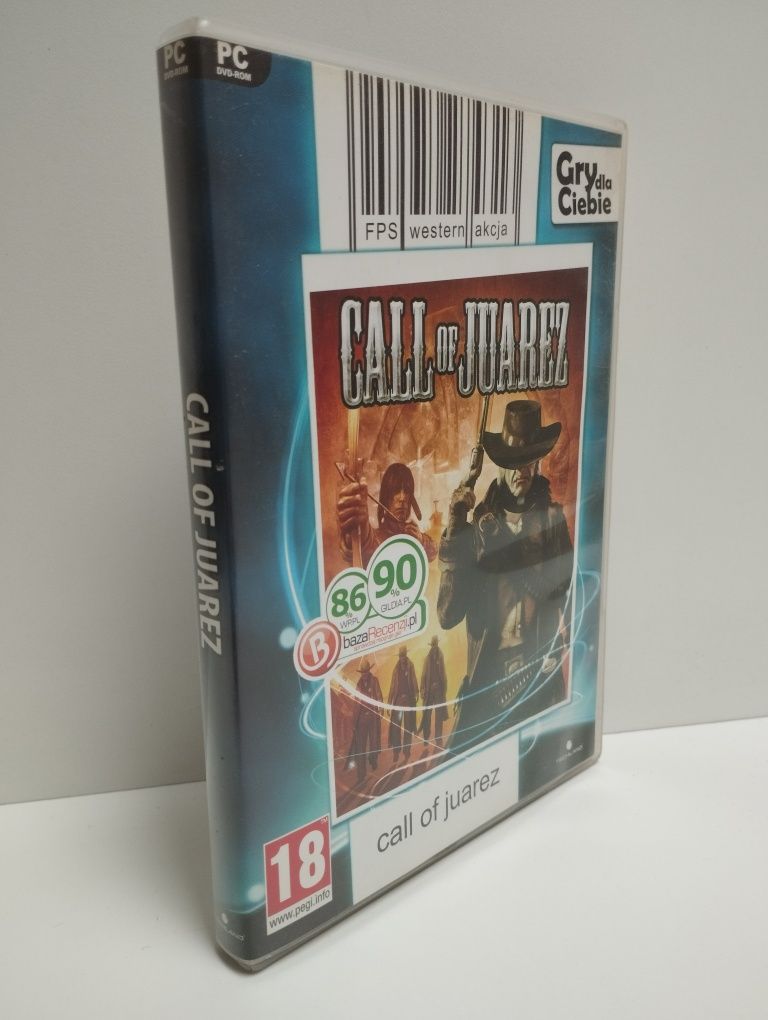 PC
DVD-ROM
CALL OF JUAREZ
PC
DVD-ROM
FPS western akcja
Gry dla
Ciebie
CALL OF JUAREZ
86
%
WP.PL
90
%
GILDIA.PL
B
bazaRecenzji.pl
call of juarez
18
www.pegi.info